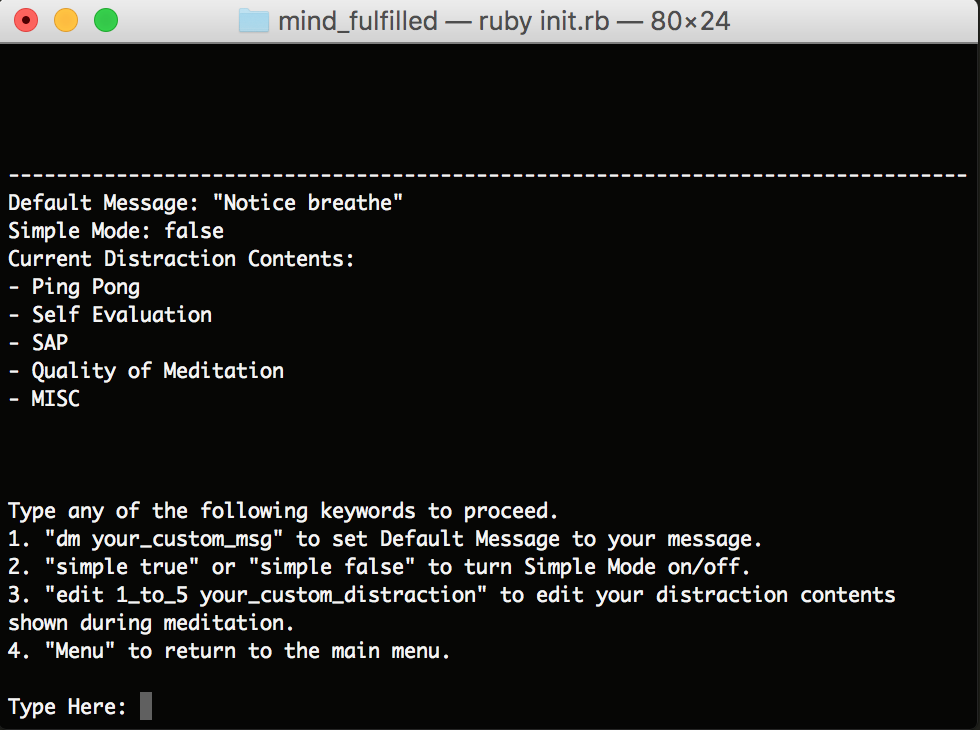 mind_fulfilled — ruby init.rb — 80×24
--------------------------------------------------------------------------------
Default Message: "Notice breathe"
Simple Mode: false
Current Distraction Contents:
- Ping Pong
- Self Evaluation
- SAP
- Quality of Meditation
- MISC
Type any of the following keywords to proceed.
1. "dm your_custom_msg" to set Default Message to your message.
2. "simple true" or "simple false" to turn Simple Mode on/off.
3. "edit 1_to_5 your_custom_distraction" to edit your distraction contents
shown during meditation.
4. "Menu" to return to the main menu.
Type Here: